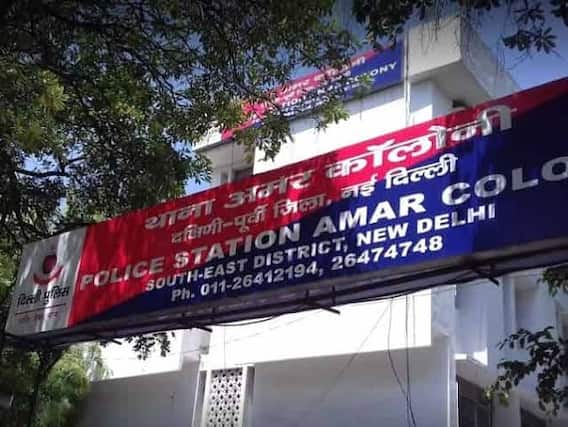 थाना अमर कॉलोनी
दक्षिणी-पूर्वी जिला, नई दिल्ली
POLICE STATION AMAR COLO
SOUTH-EAST DISTRICT, NEW DELHI
Ph. 011-26412194, 26474748
दिल्ली पुलिस